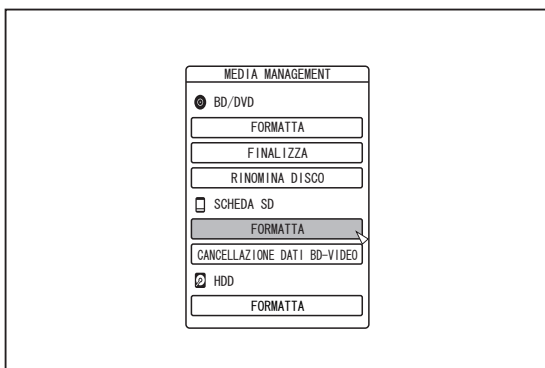 MEDIA MANAGEMENT
BD/DVD
FORMATTA
FINALIZZA
RINOMINA DISCO
SCHEDA SD
FORMATTA
CANCELLAZIONE DATI BD-VIDEO
HDD
FORMATTA